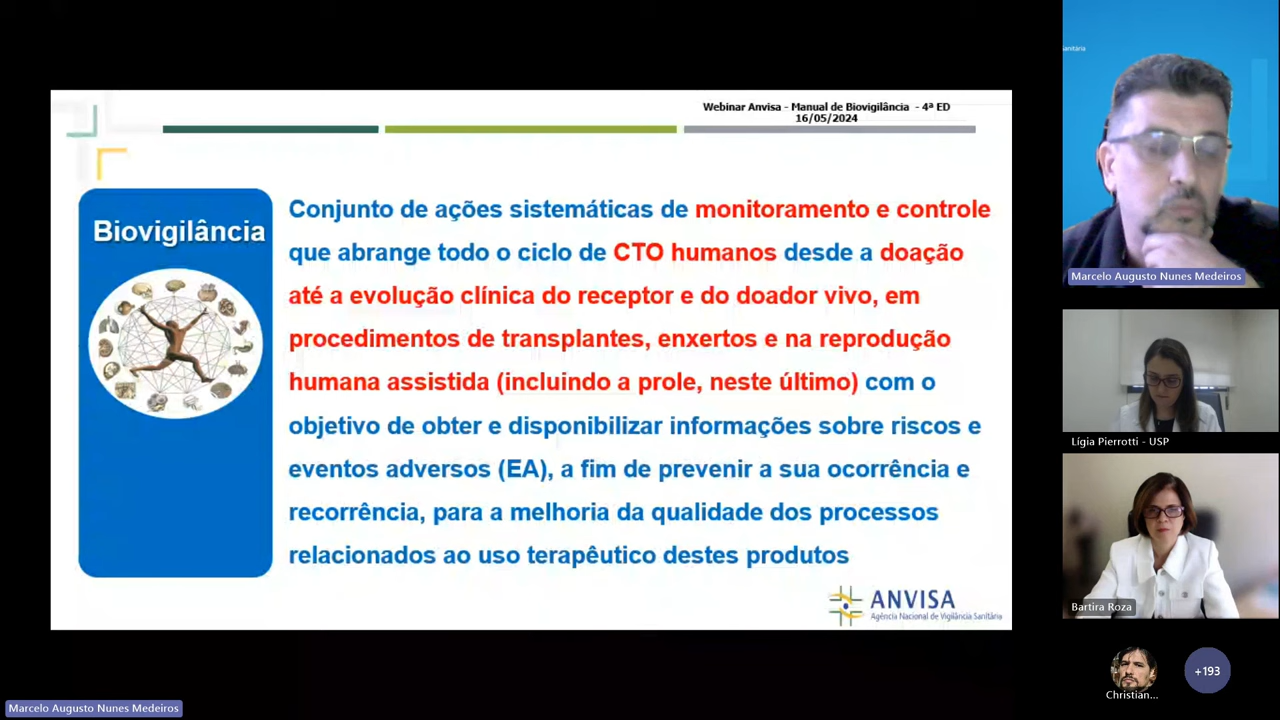 Webinar Anvisa - Manual de Biovigilância - 4ª ED
16/05/2024
Biovigilância
Conjunto de ações sistemáticas de monitoramento e controle
que abrange todo o ciclo de CTO humanos desde a doação
até a evolução clínica do receptor e do doador vivo, em
procedimentos de transplantes, enxertos e na reprodução
humana assistida (incluindo a prole, neste último) com o
objetivo de obter e disponibilizar informações sobre riscos e
eventos adversos (EA), a fim de prevenir a sua ocorrência e
recorrência, para a melhoria da qualidade dos processos
relacionados ao uso terapêutico destes produtos
ANVISA
Agência Nacional de Vigilância Sanitária
Marcelo Augusto Nunes Medeiros
Lígia Pierrotti - USP
Bartira Roza
Christian...
+193
Marcelo Augusto Nunes Medeiros